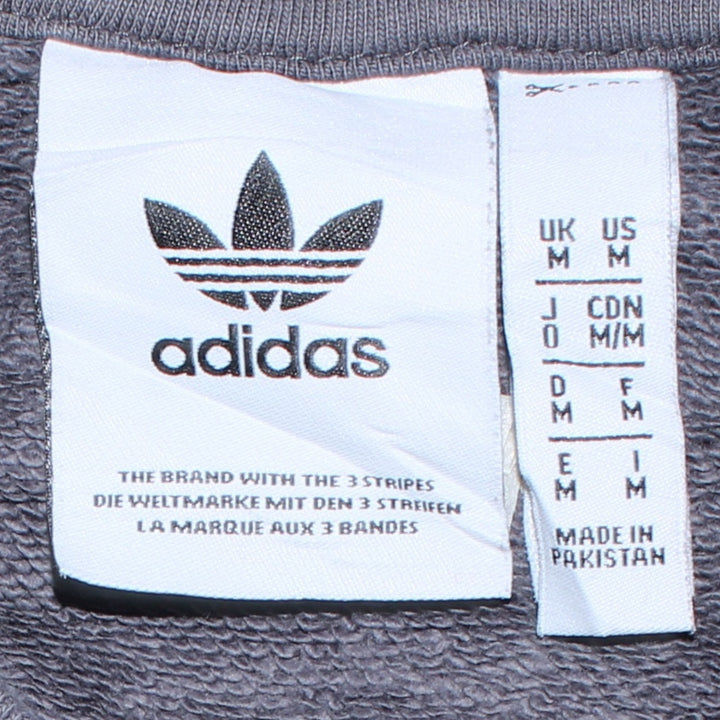 adidas
THE BRAND WITH THE 3 STRIPES
DIE WELTMARKE MIT DEN 3 STREIFEN
LA MARQUE AUX 3 BANDES
UK US
M M
J CDN
O M/M
D F
M M
E I
M M
MADE IN
PAKISTAN